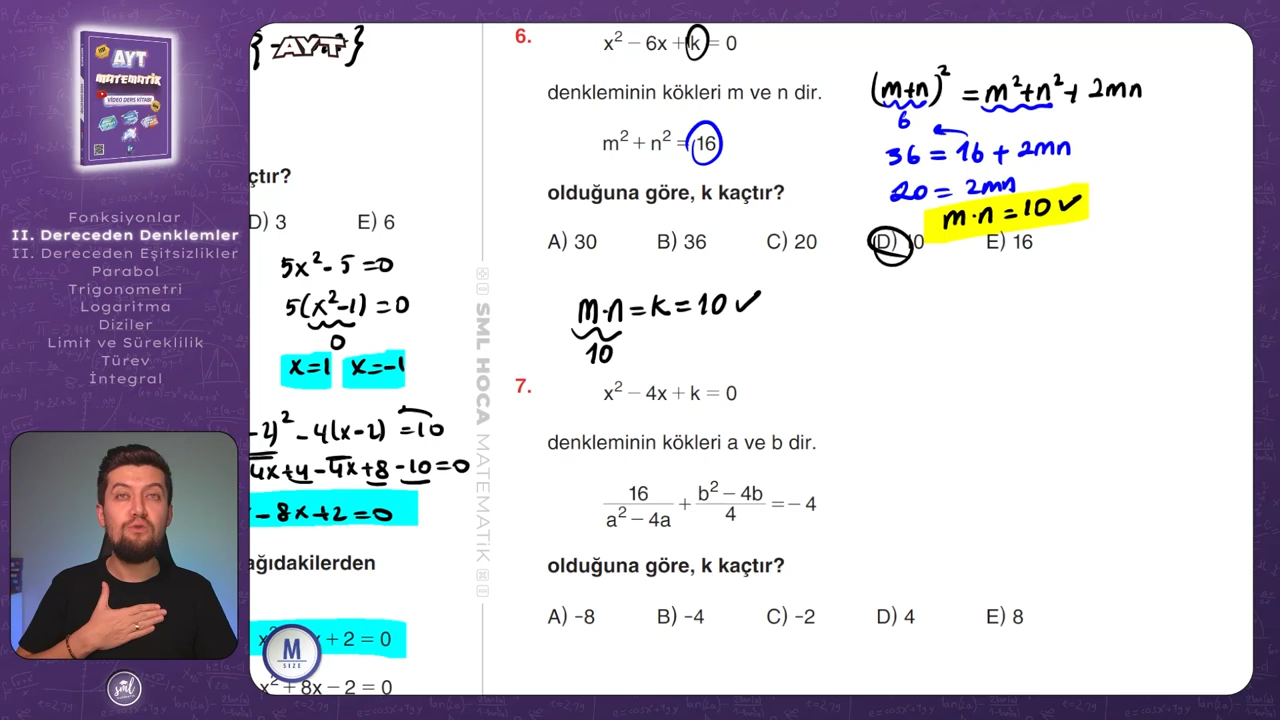 AYT
MATEMATİK
VİDEO DERS KİTABI
Fonksiyonlar
II. Dereceden Denklemler
II. Dereceden Eşitsizlikler
Parabol
Trigonometri
Logaritma
Diziler
Limit ve Süreklilik
Türev
İntegral
sml
{-AYT}
çtır?
D) 3 E) 6
5x² - 5 = 0
5(x² - 1) = 0
0
x = 1 x = -1
- 2)² - 4(x - 2) = 10
4x + 4 - 4x + 8 - 10 = 0
- 8x + 2 = 0
ağıdakilerden
+ 2 = 0
x² + 8x - 2 = 0
M
SIZE
SML HOCA MATEMATİK
6. x² - 6x + k = 0
denkleminin kökleri m ve n dir.
m² + n² = 16
olduğuna göre, k kaçtır?
A) 30 B) 36 C) 20 D) 10 E) 16
(m+n)² = m² + n² + 2mn
6
36 = 16 + 2mn
20 = 2mn
m·n = 10 ✓
m·n = k = 10 ✓
10
7. x² - 4x + k = 0
denkleminin kökleri a ve b dir.
16/(a² - 4a) + (b² - 4b)/4 = -4
olduğuna göre, k kaçtır?
A) -8 B) -4 C) -2 D) 4 E) 8